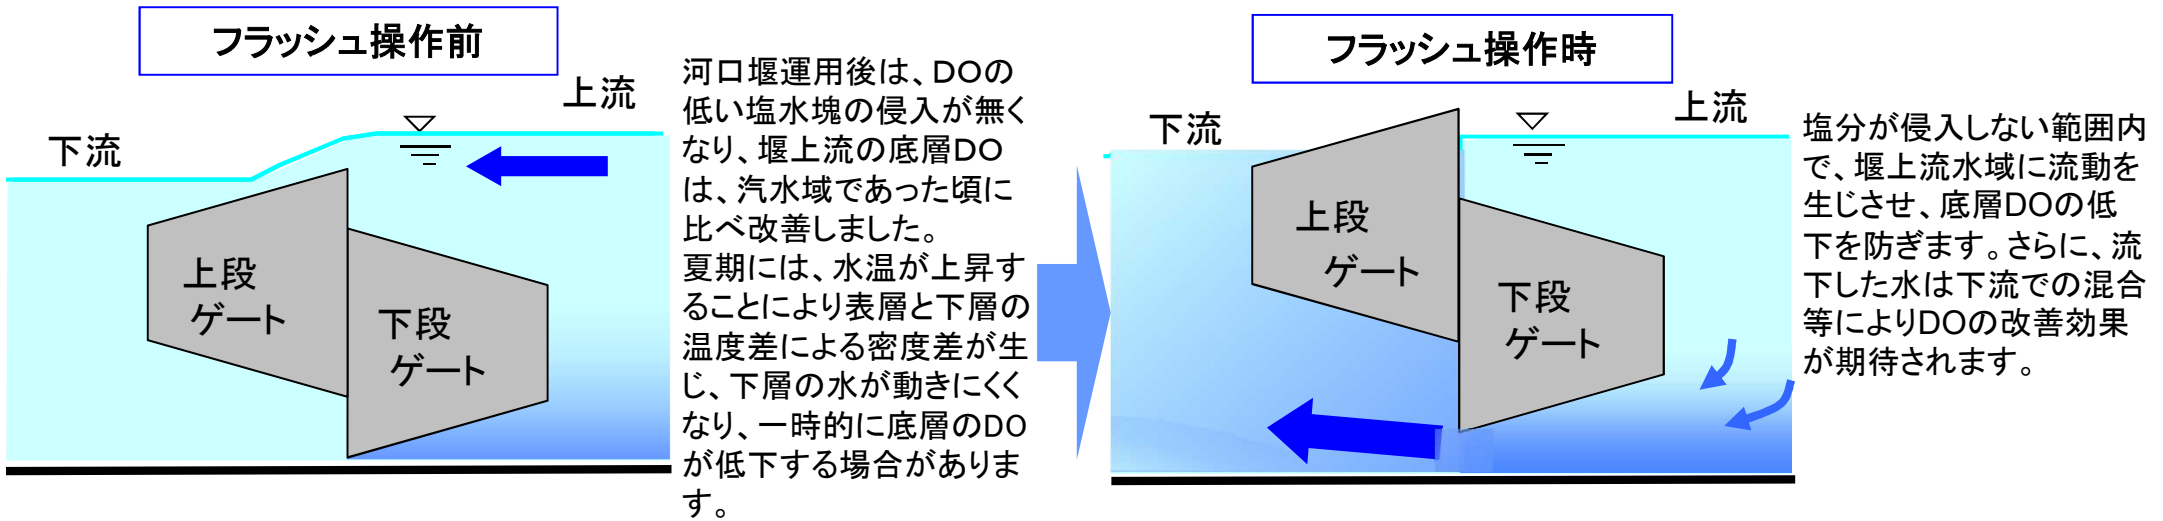 フラッシュ操作前
上流
下流
上段
ゲート
下段
ゲート
河口堰運用後は、DOの
低い塩水塊の侵入が無く
なり、堰上流の底層DO
は、汽水域であった頃に
比べ改善しました。
夏期には、水温が上昇す
ることにより表層と下層の
温度差による密度差が生
じ、下層の水が動きにくく
なり、一時的に底層のDO
が低下する場合がありま
す。
フラッシュ操作時
上流
下流
上段
ゲート
下段
ゲート
塩分が侵入しない範囲内
で、堰上流水域に流動を
生じさせ、底層DOの低
下を防ぎます。さらに、流
下した水は下流での混合
等によりDOの改善効果
が期待されます。